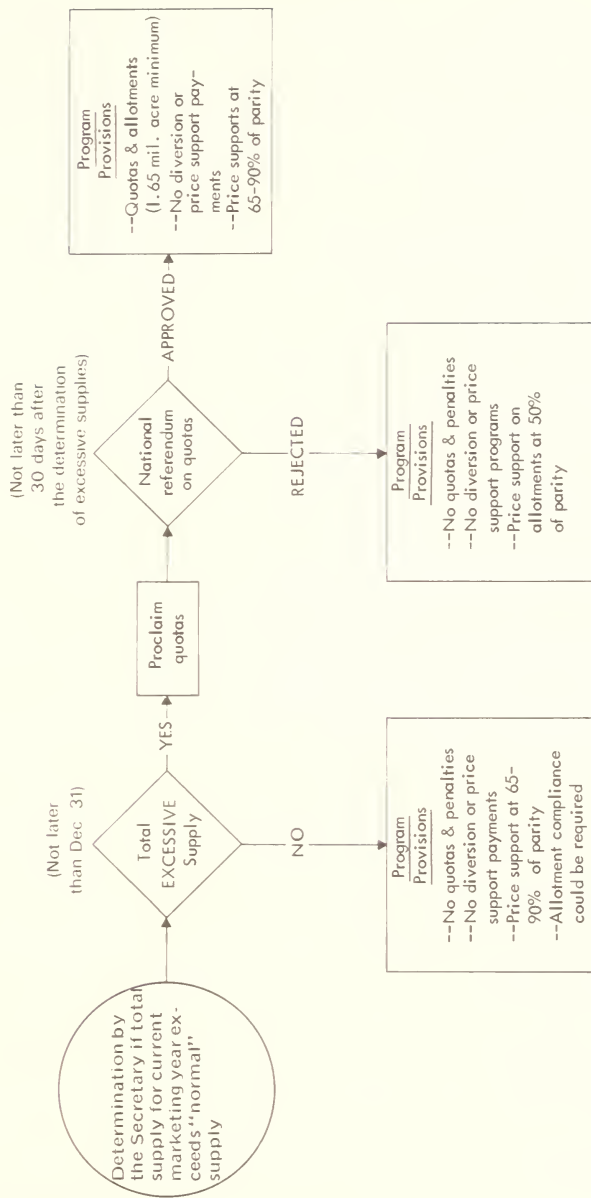 Determination by
the Secretary if total
supply for current
marketing year ex-
ceeds "normal"
supply
(Not later
than Dec 31)
Total
EXCESSIVE
Supply
YES
NO
Program
Provisions
--No quotas & penalties
--No diversion or price
support payments
--Price support at 65-
90% of parity
--Allotment compliance
could be required
Proclaim
quotas
(Not later than
30 days after
the determination
of excessive supplies)
National
referendum
on quotas
APPROVED
REJECTED
Program
Provisions
--No quotas & penalties
--No diversion or price
support programs
--Price support on
allotments at 50%
of parity
Program
Provisions
--Quotas & allotments
(1.65 mil. acre minimum)
--No diversion or
price support pay-
ments
--Price supports at
65-90% of parity